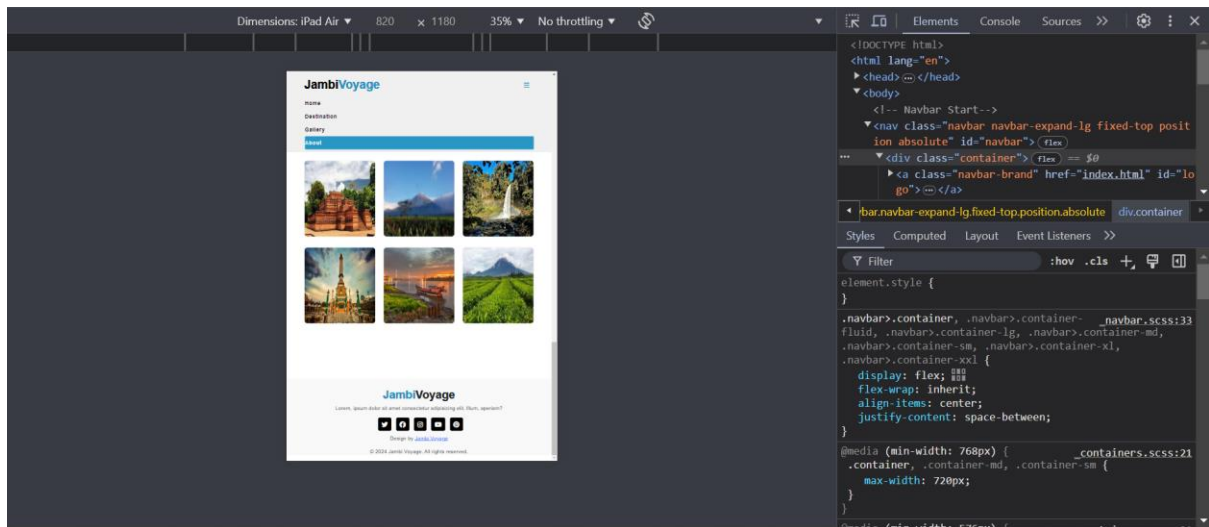 Dimensions: iPad Air ▼ 820 × 1180 35% ▼ No throttling ▼
JambiVoyage
Home
Destination
Gallery
About
JambiVoyage
Lorem, ipsum dolor sit amet consectetur adipisicing elit. Illum, aperiam?
Design by Jambi Voyage
© 2024 Jambi Voyage. All rights reserved.
Elements Console Sources
<!DOCTYPE html>
<html lang="en">
<head> </head>
<body>
<!-- Navbar Start-->
<nav class="navbar navbar-expand-lg fixed-top posit
ion absolute" id="navbar"> flex
<div class="container"> flex == $0
<a class="navbar-brand" href="index.html" id="lo
go"> </a>
vbar.navbar-expand-lg.fixed-top.position.absolute div.container
Styles Computed Layout Event Listeners
Filter :hov .cls
element.style {
}
.navbar>.container, .navbar>.container- _navbar.scss:33
fluid, .navbar>.container-lg, .navbar>.container-md,
.navbar>.container-sm, .navbar>.container-xl,
.navbar>.container-xxl {
display: flex;
flex-wrap: inherit;
align-items: center;
justify-content: space-between;
}
@media (min-width: 768px) { _containers.scss:21
.container, .container-md, .container-sm {
max-width: 720px;
}
}